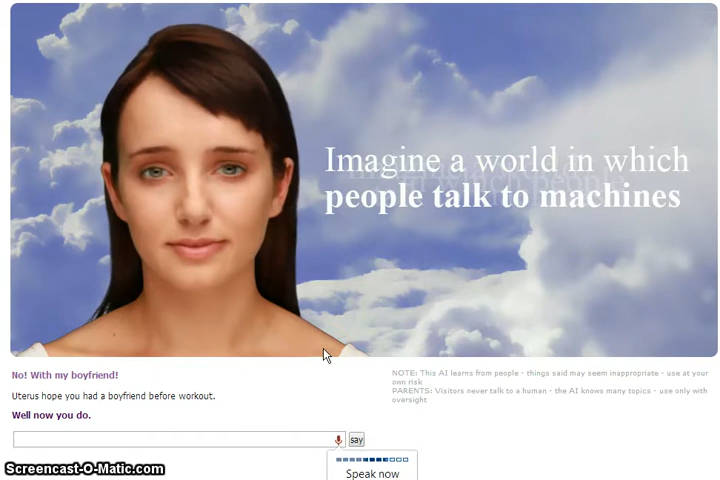 Imagine a world in which
people talk to machines
No! With my boyfriend!
Uterus hope you had a boyfriend before workout.
Well now you do.
say
NOTE: This AI learns from people - things said may seem inappropriate - use at your
own risk
PARENTS: Visitors never talk to a human - the AI knows many topics - use only with
oversight
Speak now
Screencast-O-Matic.com